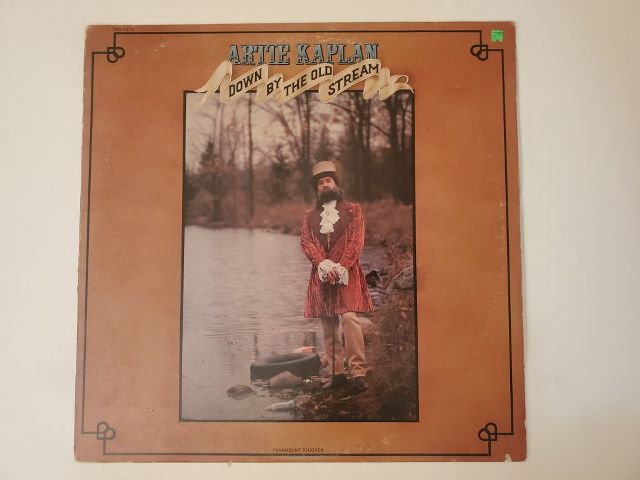 ARTIE KAPLAN
DOWN BY THE OLD STREAM
PARAMOUNT RECORDS